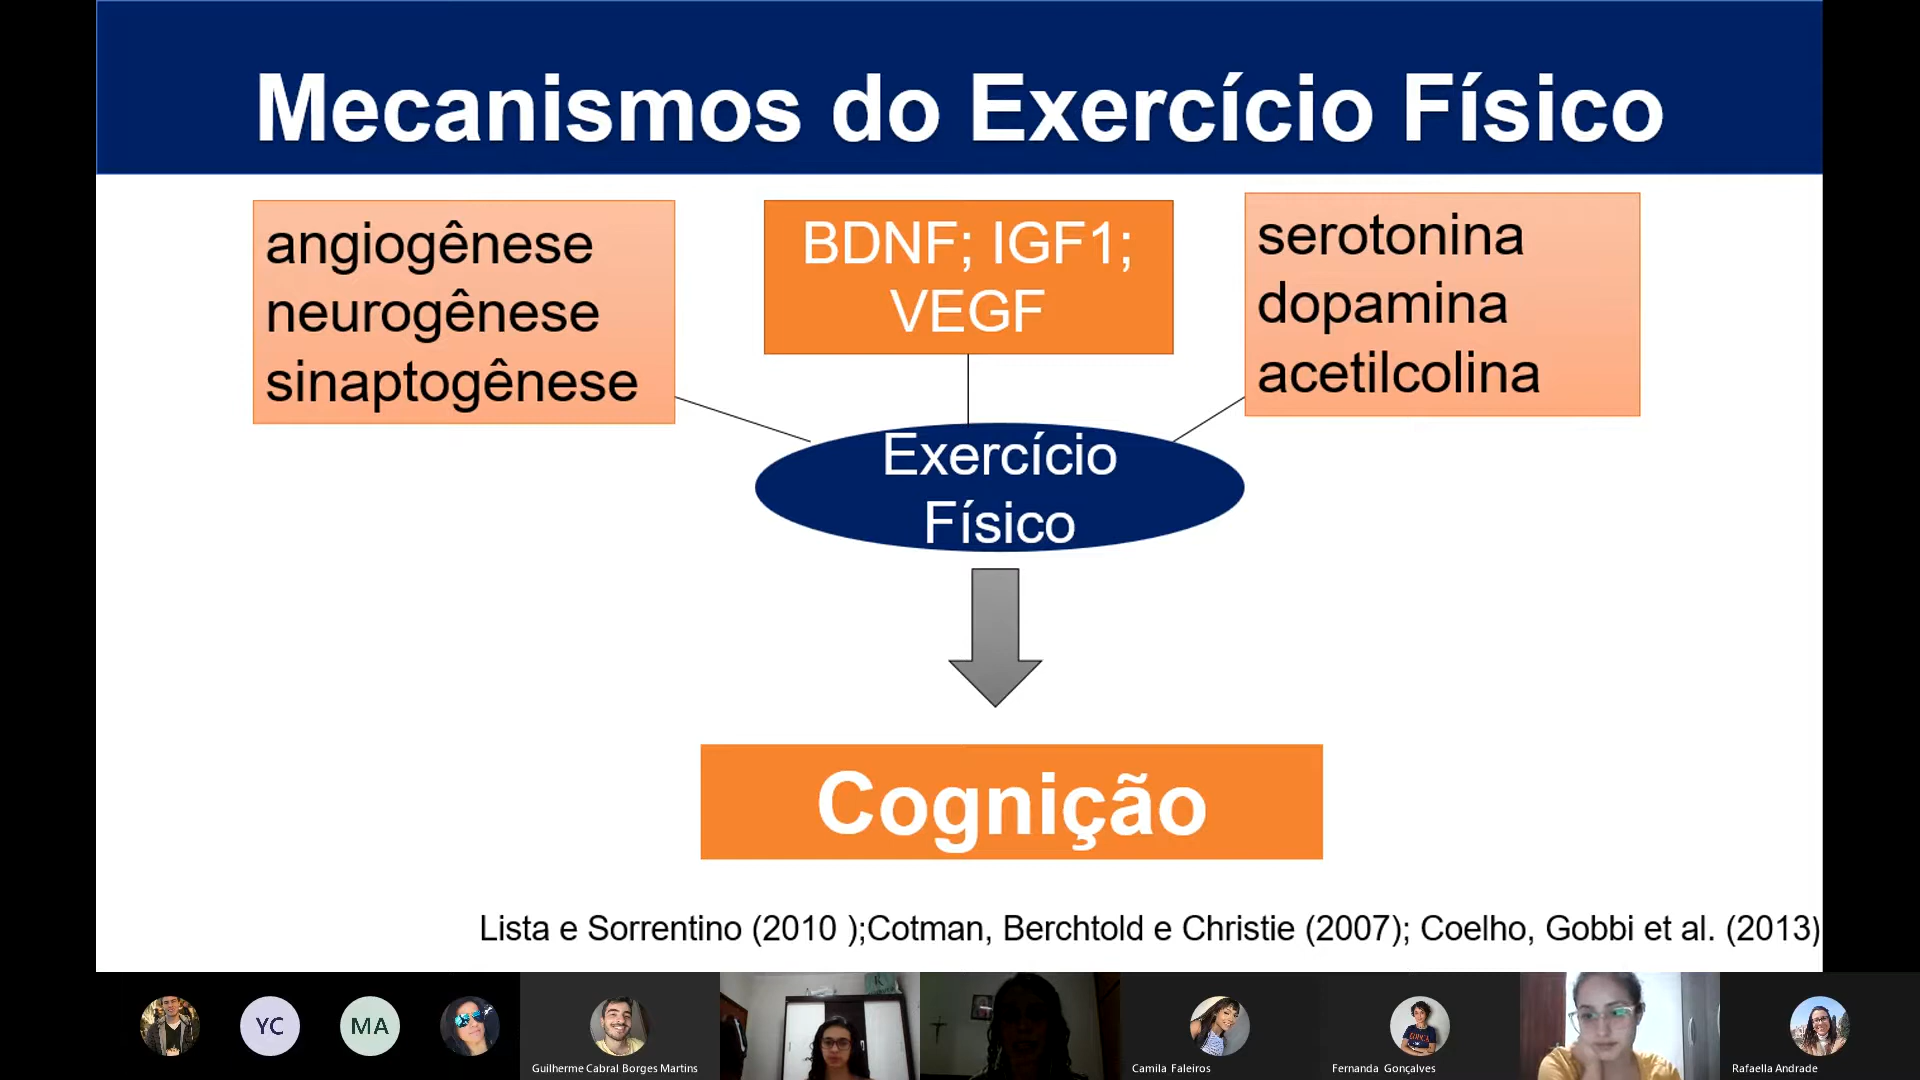 Mecanismos do Exercício Físico
angiogênese
neurogênese
sinaptogênese
BDNF; IGF1;
VEGF
serotonina
dopamina
acetilcolina
Exercício
Físico
Cognição
Lista e Sorrentino (2010 );Cotman, Berchtold e Christie (2007); Coelho, Gobbi et al. (2013)
YC
MA
Guilherme Cabral Borges Martins
Camila Faleiros
Fernanda Gonçalves
Rafaella Andrade